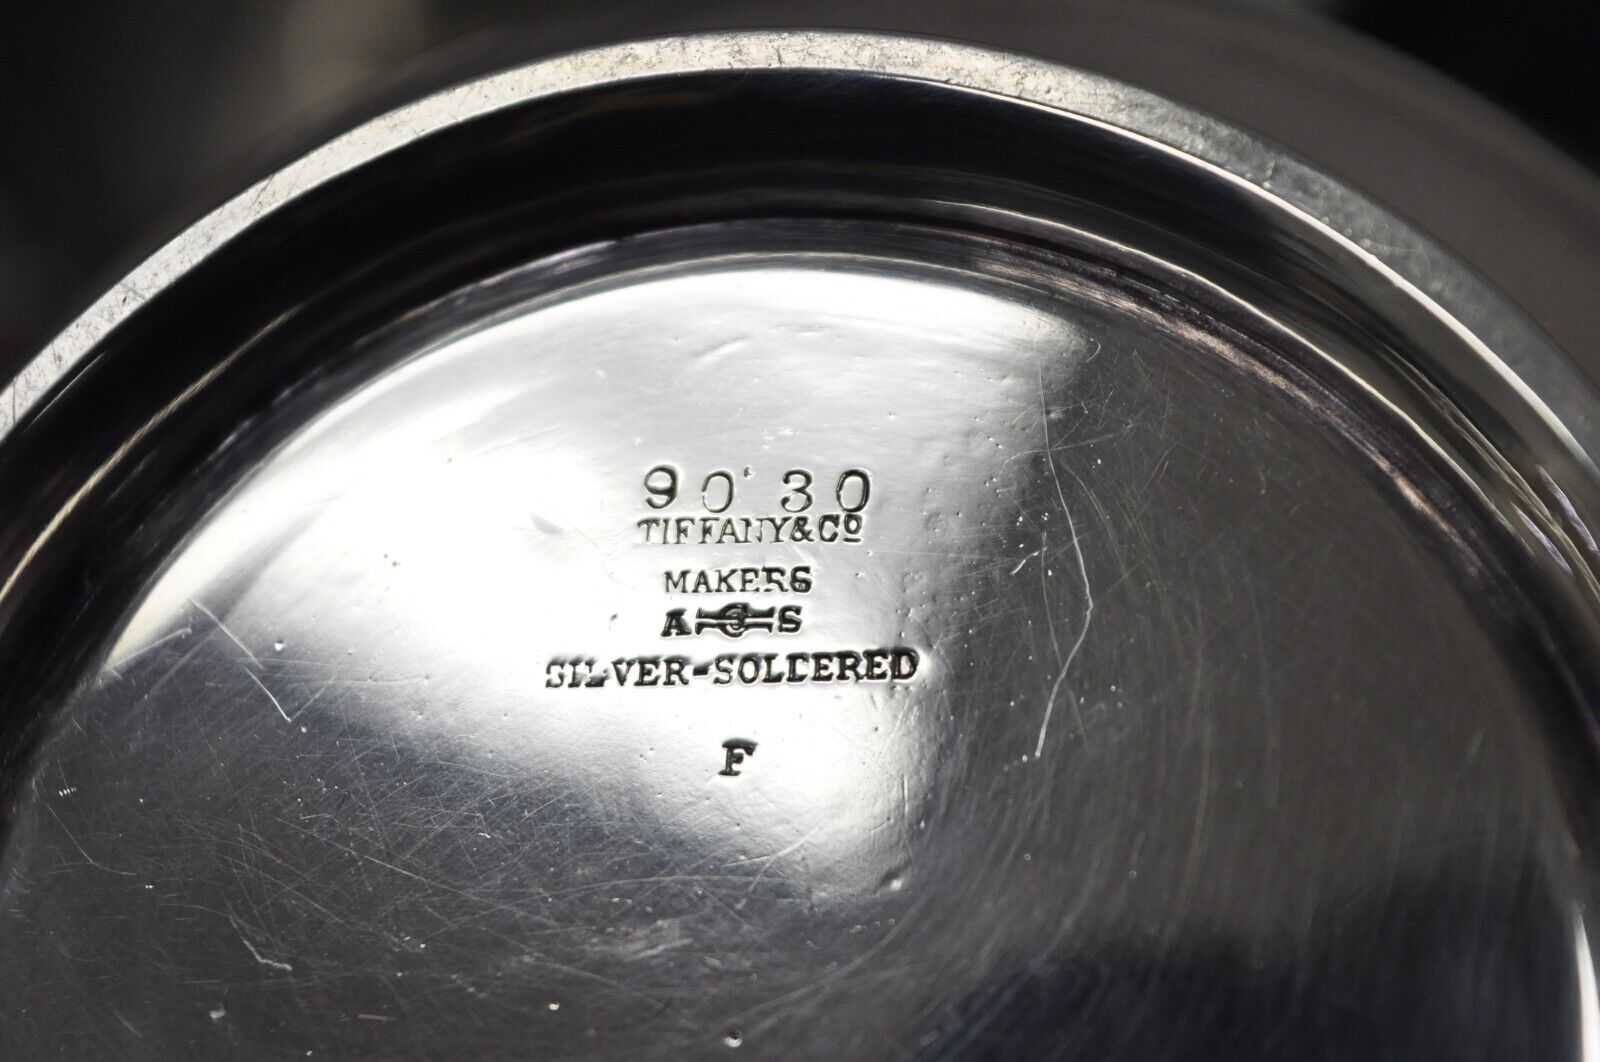 90 30
TIFFANY & Cº
MAKERS
A S
SILVER-SOLDERED
F